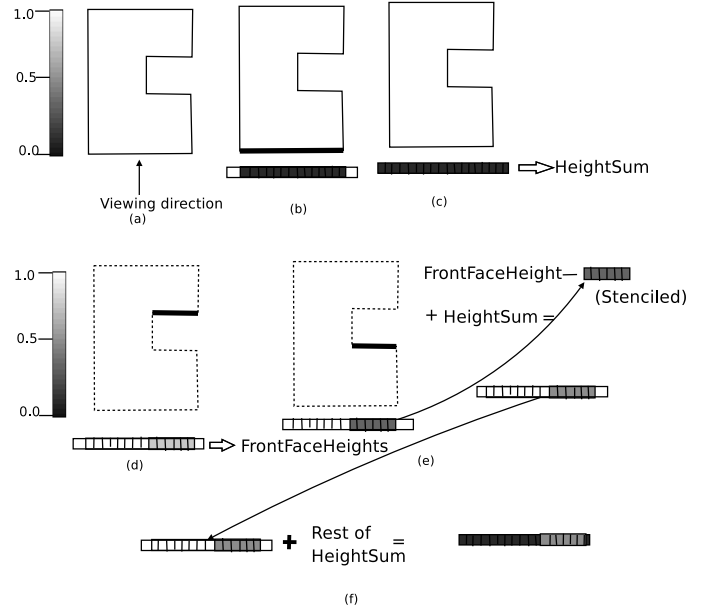 1.0
0.5
0.0
Viewing direction
(a)
(b)
(c)
HeightSum
1.0
0.5
0.0
FrontFaceHeight—
(Stenciled)
+ HeightSum =
FrontFaceHeights
(d)
(e)
+ Rest of =
HeightSum
(f)